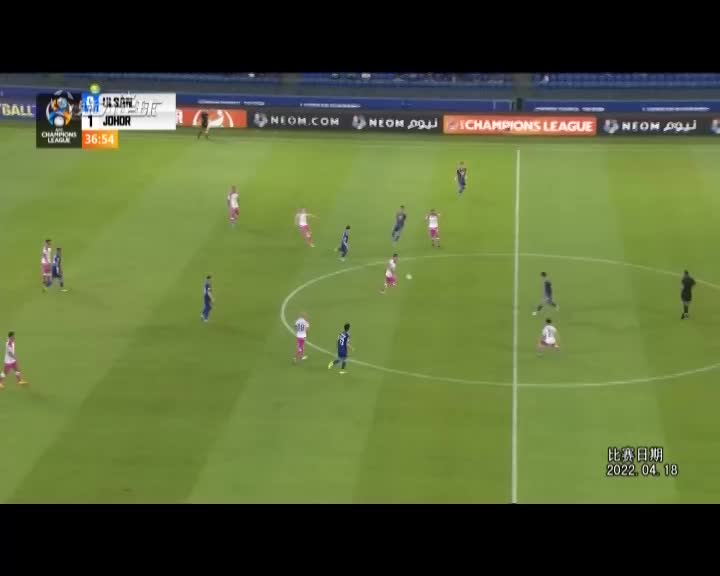 JOHOR
1
36:54
AFC
CHAMPIONS
LEAGUE
NEOM.COM
NEOM نيوم
CHAMPIONS LEAGUE
NEOM نيوم
比赛日期
2022.04.18